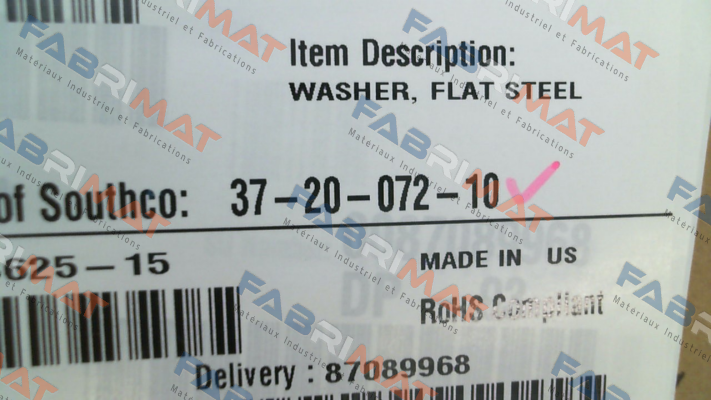 Item Description:
WASHER, FLAT STEEL
of Southco: 37-20-072-10
625-15
MADE IN US
RoHS Compliant
Delivery : 87089968
FABRIMAT
Materiaux Industriel et Fabrications